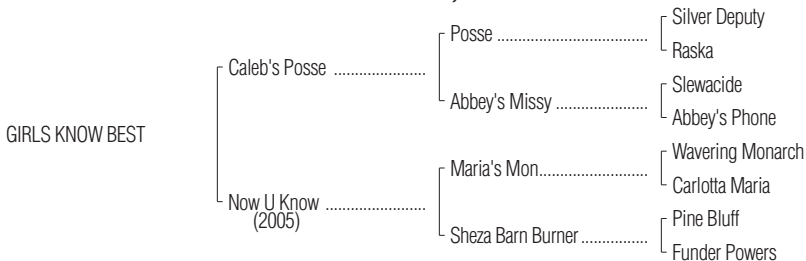 Silver Deputy
Posse ....................................
Raska
Caleb's Posse ......................
Slewacide
Abbey's Missy ......................
Abbey's Phone
GIRLS KNOW BEST
Wavering Monarch
Maria's Mon..........................
Carlotta Maria
Now U Know ........................
(2005)
Pine Bluff
Sheza Barn Burner ................
Funder Powers